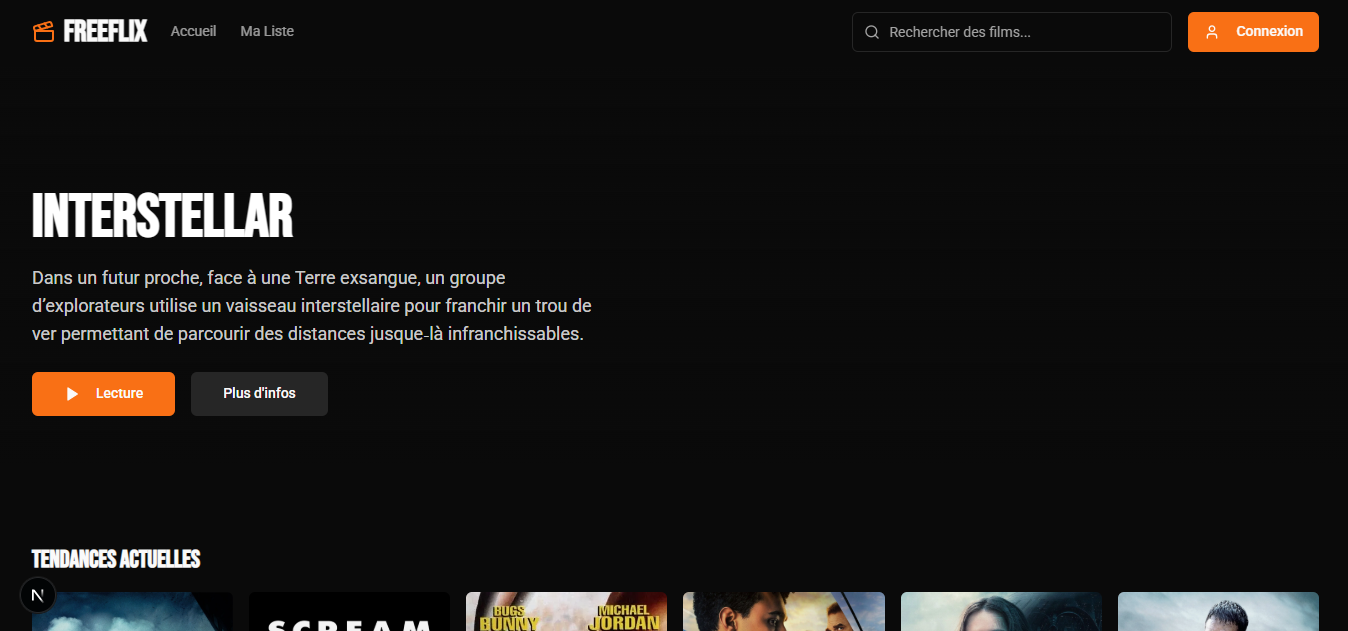 FREEFLIX
Accueil
Ma Liste
Rechercher des films...
Connexion
INTERSTELLAR
Dans un futur proche, face à une Terre exsangue, un groupe
d’explorateurs utilise un vaisseau interstellaire pour franchir un trou de
ver permettant de parcourir des distances jusque-là infranchissables.
Lecture
Plus d'infos
TENDANCES ACTUELLES
N
SCREAM
BUGS
BUNNY
MICHAEL
JORDAN